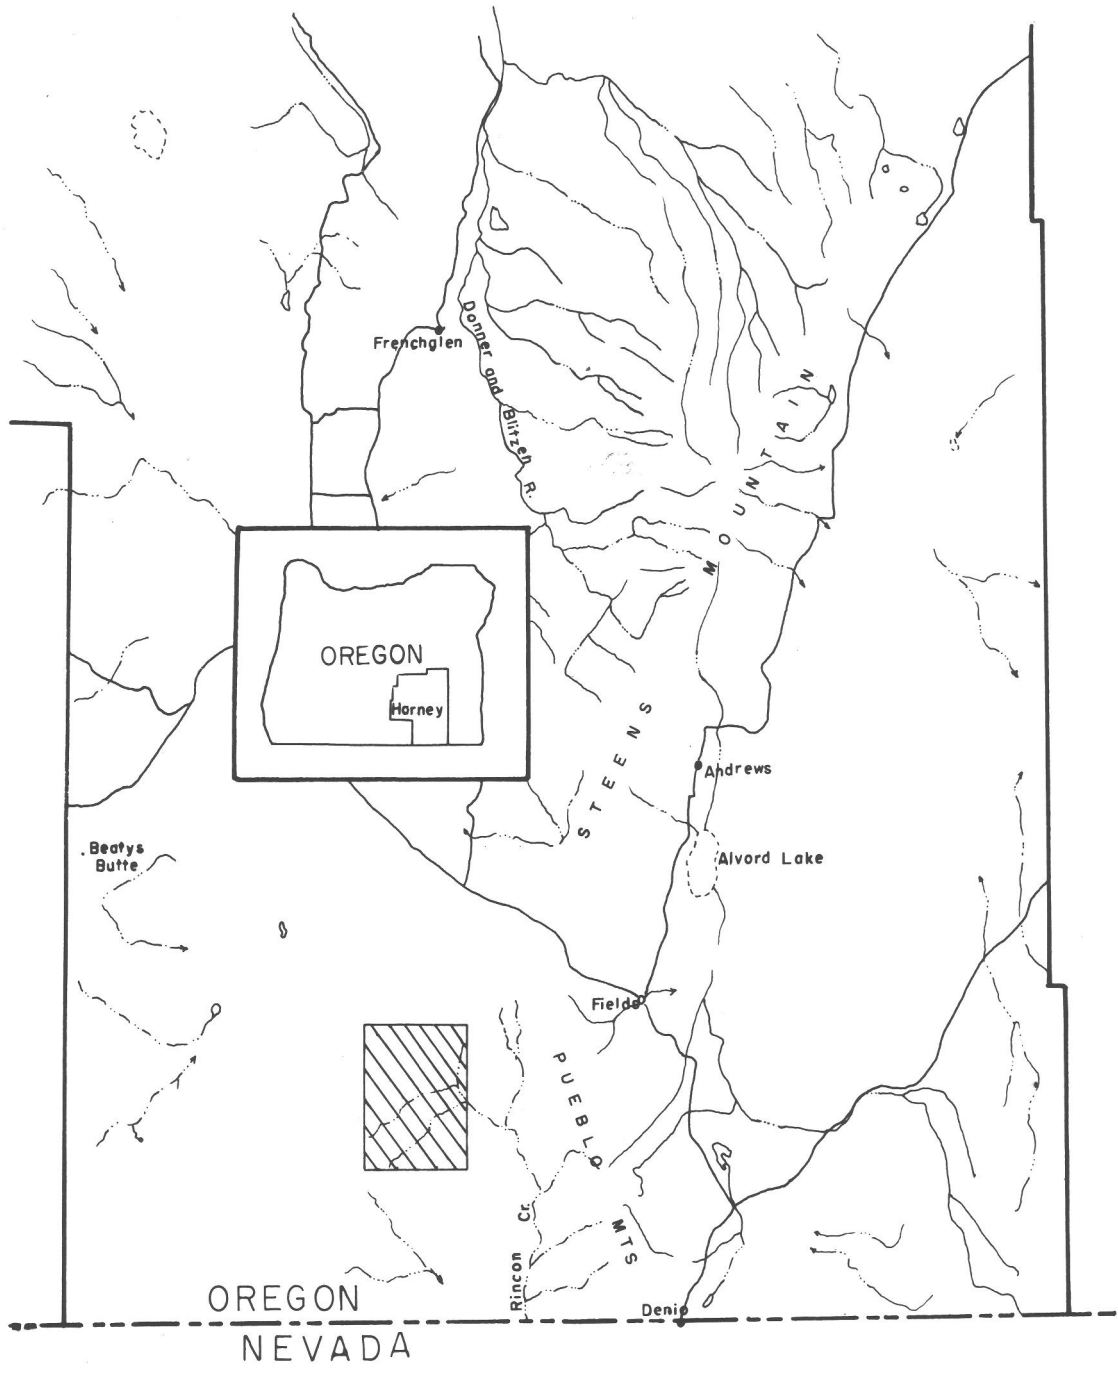 Frenchglen
Donner and Blitzen R.
MOUNTAIN
OREGON
Harney
STEENS
Andrews
Beatys
Butte
Alvord Lake
Fields
PUEBLO
MTS
Rincon Cr.
Denio
OREGON
NEVADA